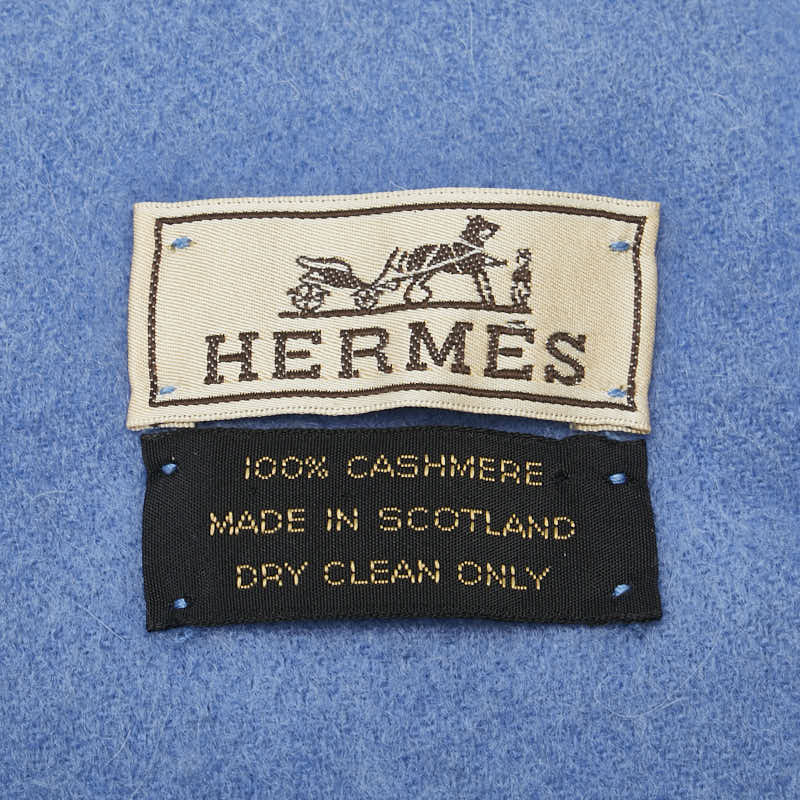 HERMÈS
100% CASHMERE
MADE IN SCOTLAND
DRY CLEAN ONLY